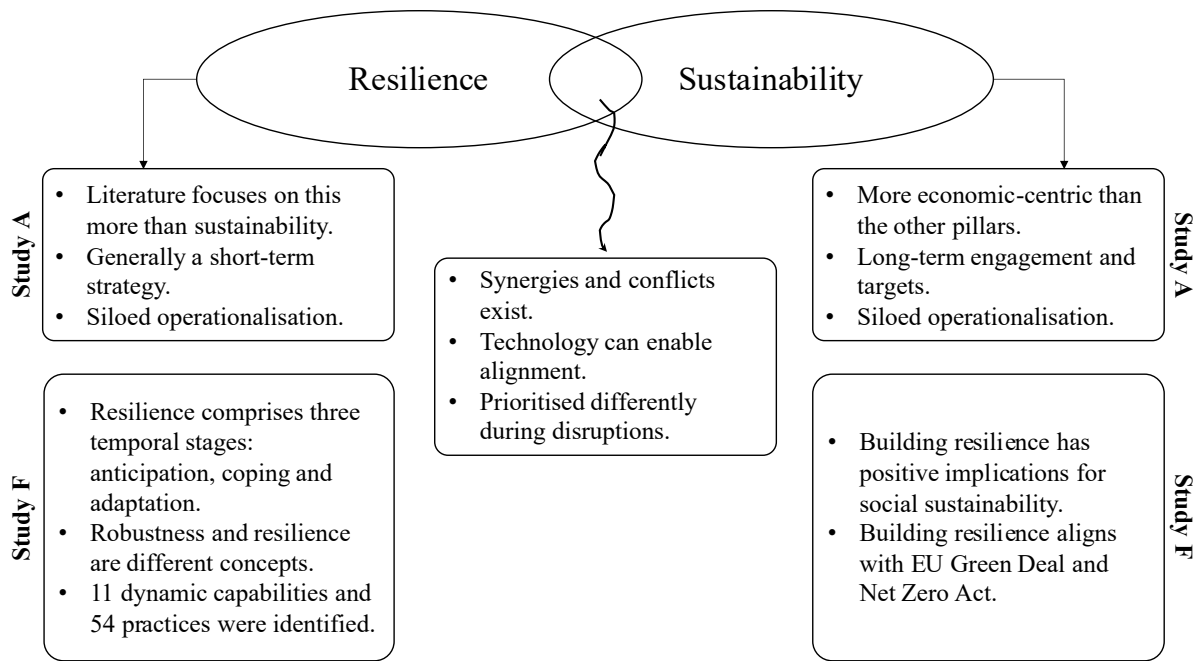 Resilience
Sustainability
Study A
• Literature focuses on this
more than sustainability.
• Generally a short-term
strategy.
• Siloed operationalisation.
• More economic-centric than
the other pillars.
• Long-term engagement and
targets.
• Siloed operationalisation.
Study A
• Synergies and conflicts
exist.
• Technology can enable
alignment.
• Prioritised differently
during disruptions.
Study F
• Resilience comprises three
temporal stages:
anticipation, coping and
adaptation.
• Robustness and resilience
are different concepts.
• 11 dynamic capabilities and
54 practices were identified.
• Building resilience has
positive implications for
social sustainability.
• Building resilience aligns
with EU Green Deal and
Net Zero Act.
Study F